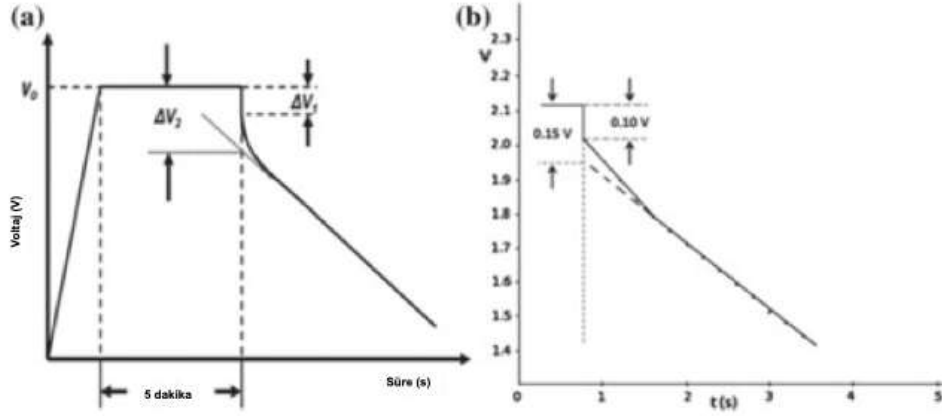 (a)
V₀
ΔV₂
ΔV₁
Voltaj (V)
Süre (s)
5 dakika
(b)
V
2.3
2.2
2.1
2.0
1.9
1.8
1.7
1.6
1.5
1.4
0.15 V
0.10 V
0
1
2
3
4
5
t(s)